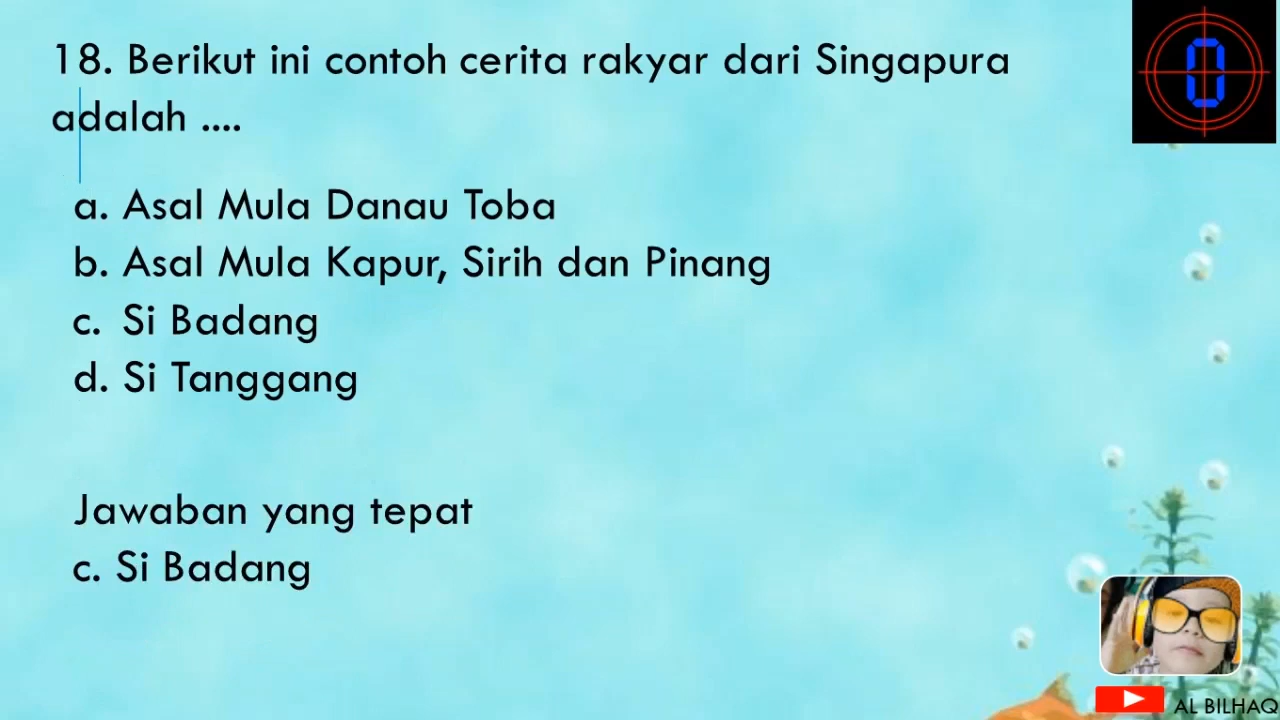 18. Berikut ini contoh cerita rakyar dari Singapura
adalah ....
a. Asal Mula Danau Toba
b. Asal Mula Kapur, Sirih dan Pinang
c. Si Badang
d. Si Tanggang
Jawaban yang tepat
c. Si Badang
0
AL BILHAQ